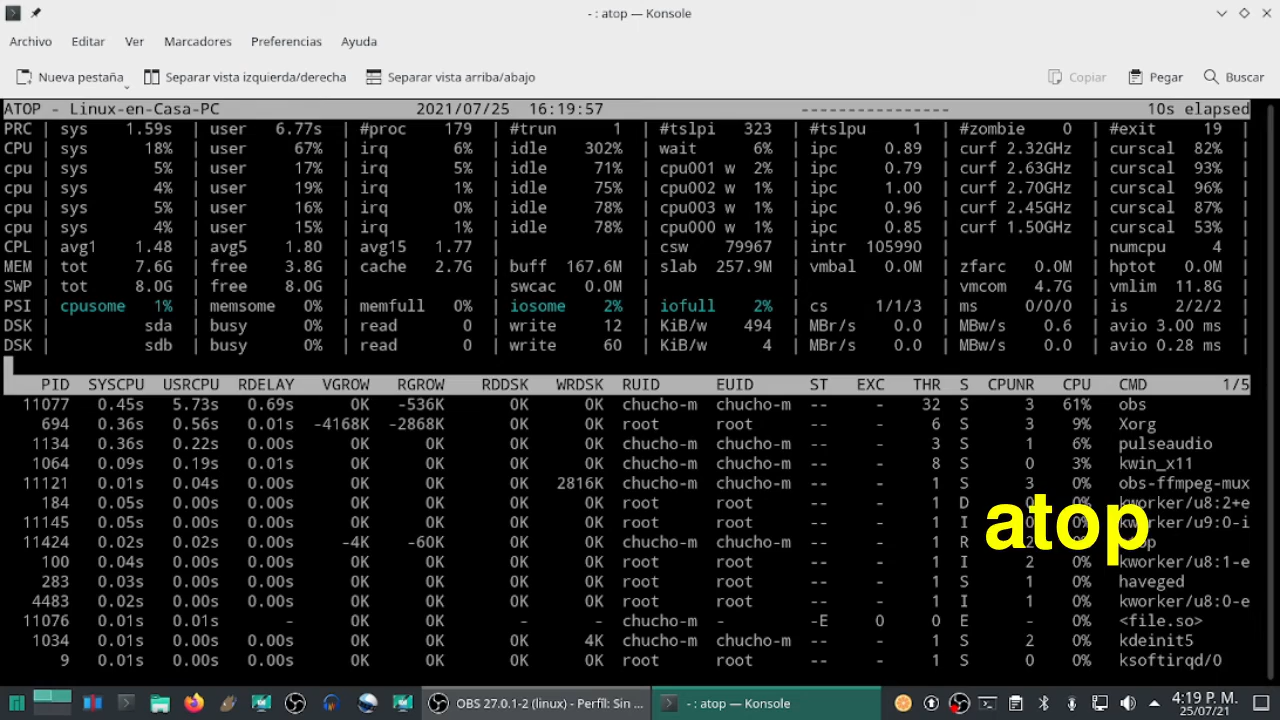 - : atop — Konsole
Archivo Editar Ver Marcadores Preferencias Ayuda
Nueva pestaña Separar vista izquierda/derecha Separar vista arriba/abajo Copiar Pegar Buscar
ATOP - Linux-en-Casa-PC 2021/07/25 16:19:57 --------------- 10s elapsed
PRC | sys 1.59s | user 6.77s | #proc 179 | #trun 1 | #tslpi 323 | #tslpu 1 | #zombie 0 | #exit 19 |
CPU | sys 18% | user 67% | irq 6% | idle 302% | wait 6% | ipc 0.89 | curf 2.32GHz | curscal 82% |
cpu | sys 5% | user 17% | irq 5% | idle 71% | cpu001 w 2% | ipc 0.79 | curf 2.63GHz | curscal 93% |
cpu | sys 4% | user 19% | irq 1% | idle 75% | cpu002 w 1% | ipc 1.00 | curf 2.70GHz | curscal 96% |
cpu | sys 5% | user 16% | irq 0% | idle 78% | cpu003 w 1% | ipc 0.96 | curf 2.45GHz | curscal 87% |
cpu | sys 4% | user 15% | irq 1% | idle 78% | cpu000 w 1% | ipc 0.85 | curf 1.50GHz | curscal 53% |
CPL | avg1 1.48 | avg5 1.80 | avg15 1.77 | | csw 79967 | intr 105990 | | numcpu 4 |
MEM | tot 7.6G | free 3.8G | cache 2.7G | buff 167.6M | slab 257.9M | vmbal 0.0M | zfarc 0.0M | hptot 0.0M |
SWP | tot 8.0G | free 8.0G | | swcac 0.0M | | | vmcom 4.7G | vmlim 11.8G |
PSI | cpusome 1% | memsome 0% | memfull 0% | iosome 2% | iofull 2% | cs 1/1/3 | ms 0/0/0 | is 2/2/2 |
DSK | sda | busy 0% | read 0 | write 12 | KiB/w 494 | MBr/s 0.0 | MBw/s 0.6 | avio 3.00 ms |
DSK | sdb | busy 0% | read 0 | write 60 | KiB/w 4 | MBr/s 0.0 | MBw/s 0.0 | avio 0.28 ms |
PID SYSCPU USRCPU RDELAY VGROW RGROW RDDSK WRDSK RUID EUID ST EXC THR S CPUNR CPU CMD 1/5
11077 0.45s 5.73s 0.69s 0K -536K 0K 0K chucho-m chucho-m -- - 32 S 3 61% obs
694 0.36s 0.56s 0.01s -4168K -2868K 0K 0K root root -- - 6 S 3 9% Xorg
1134 0.36s 0.22s 0.00s 0K 0K 0K 0K chucho-m chucho-m -- - 3 S 1 6% pulseaudio
1064 0.09s 0.19s 0.01s 0K 0K 0K 0K chucho-m chucho-m -- - 8 S 0 3% kwin_x11
11121 0.01s 0.04s 0.00s 0K 0K 0K 2816K chucho-m chucho-m -- - 1 S 3 0% obs-ffmpeg-mux
184 0.05s 0.00s 0.00s 0K 0K 0K 0K root root -- - 1 D 0% kworker/u8:2+e
11145 0.05s 0.00s 0.00s 0K 0K 0K 0K root root -- - 1 I 0% kworker/u9:0-i
11424 0.02s 0.02s 0.00s -4K -60K 0K 0K chucho-m chucho-m -- - 1 R 2 0% atop
atop
100 0.04s 0.00s 0.00s 0K 0K 0K 0K root root -- - 1 I 2 0% kworker/u8:1-e
283 0.03s 0.00s 0.00s 0K 0K 0K 0K root root -- - 1 S 1 0% haveged
4483 0.02s 0.00s 0.00s 0K 0K 0K 0K root root -- - 1 I 1 0% kworker/u8:0-e
11076 0.01s 0.01s - 0K 0K - - chucho-m - -E 0 0 E - 0% <file.so>
1034 0.01s 0.00s 0.00s 0K 0K 0K 4K chucho-m chucho-m -- - 1 S 2 0% kdeinit5
9 0.01s 0.00s 0.00s 0K 0K 0K 0K root root -- - 1 S 0 0% ksoftirqd/0
OBS 27.0.1-2 (linux) - Perfil: Sin ... - : atop — Konsole 4:19 P. M.
25/07/21